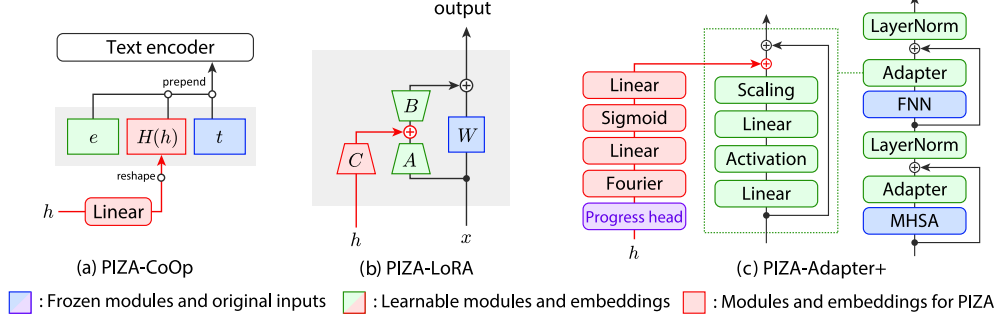 Text encoder
prepend
e
H(h)
t
reshape
h
Linear
(a) PIZA-CoOp
output
B
W
C
A
h
x
(b) PIZA-LoRA
Linear
Sigmoid
Linear
Fourier
Progress head
h
Scaling
Linear
Activation
Linear
LayerNorm
Adapter
FNN
LayerNorm
Adapter
MHSA
(c) PIZA-Adapter+
: Frozen modules and original inputs
: Learnable modules and embeddings
: Modules and embeddings for PIZA